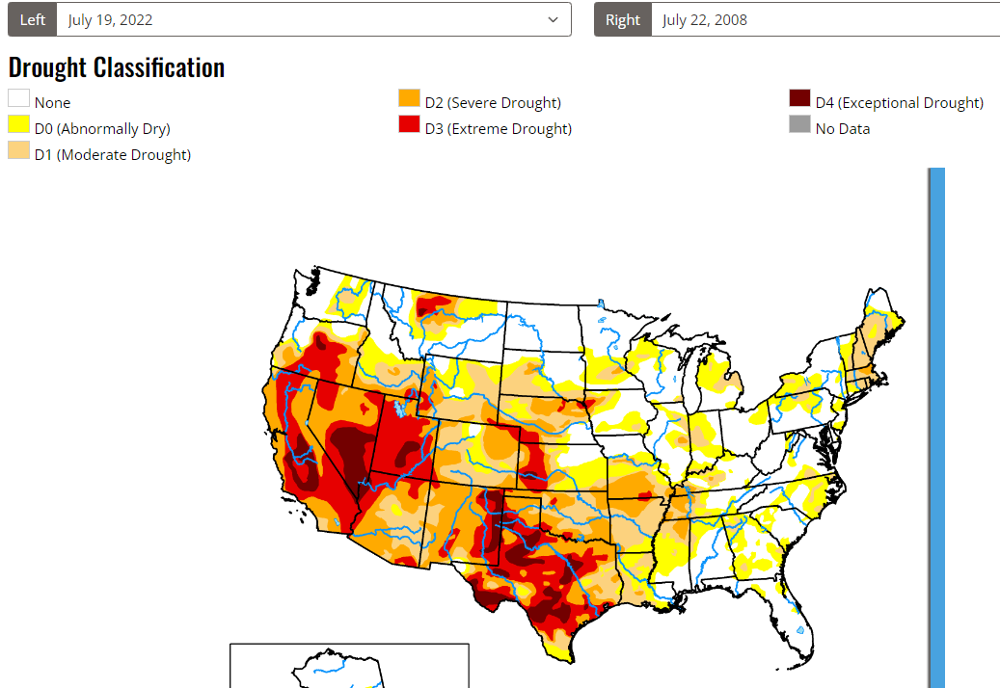 Left July 19, 2022 Right July 22, 2008
Drought Classification
None D2 (Severe Drought) D4 (Exceptional Drought)
D0 (Abnormally Dry) D3 (Extreme Drought) No Data
D1 (Moderate Drought)